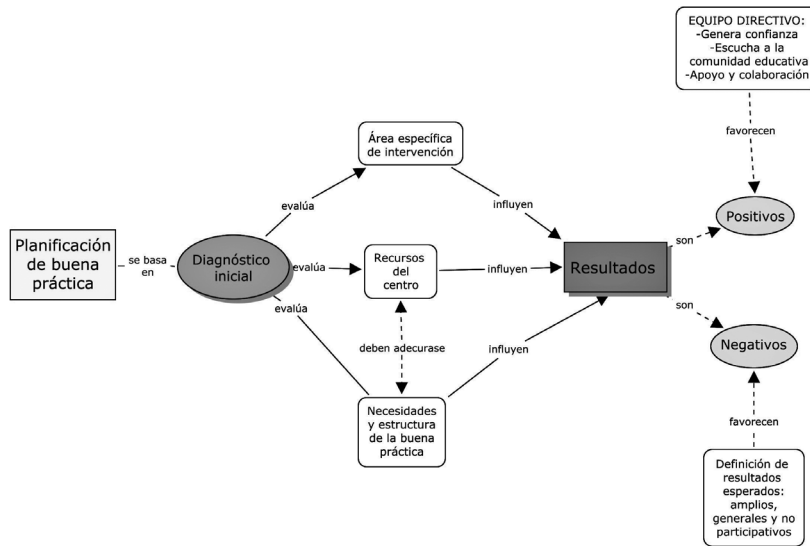 EQUIPO DIRECTIVO:
-Genera confianza
-Escucha a la
comunidad educativa
-Apoyo y colaboración
favorecen
Área específica
de intervención
evalúa
influyen
Positivos
son
Planificación
de buena
práctica
se basa
en
Diagnóstico
inicial
evalúa
Recursos
del
centro
influyen
Resultados
evalúa
deben adecurase
influyen
son
Negativos
Necesidades
y estructura
de la buena
práctica
favorecen
Definición de
resultados
esperados:
amplios,
generales y no
participativos